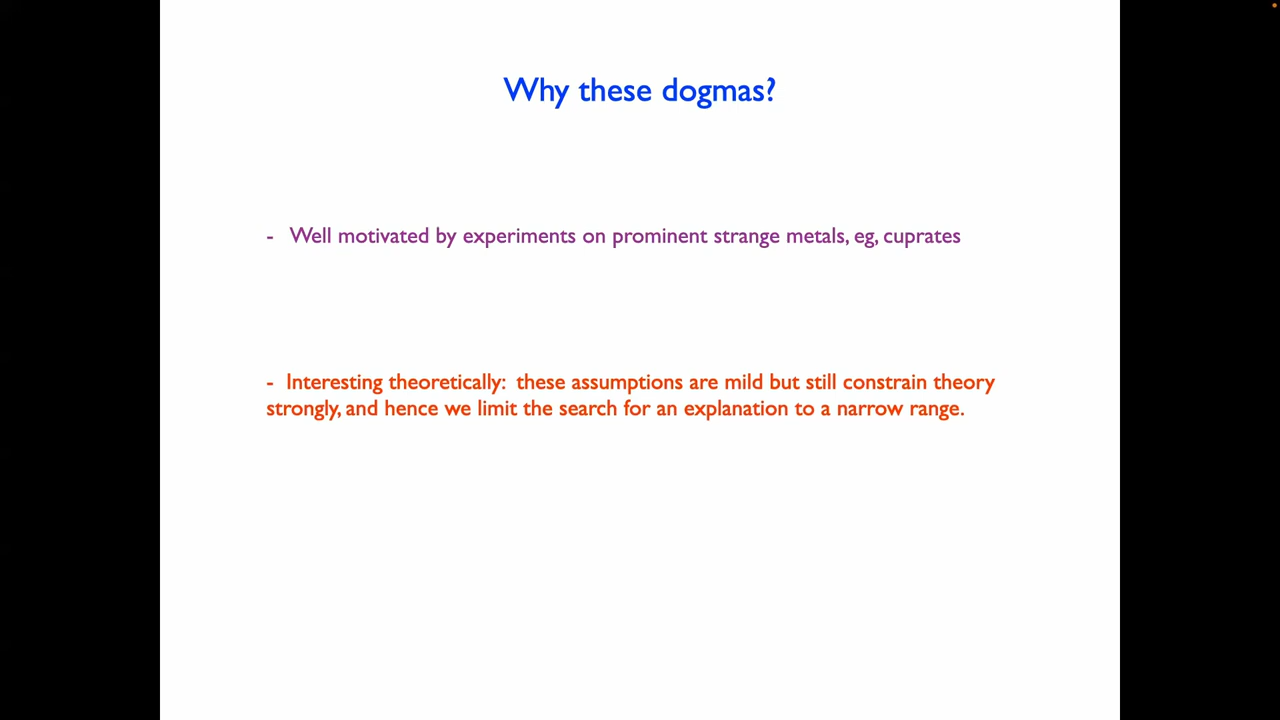 Why these dogmas?
- Well motivated by experiments on prominent strange metals, eg, cuprates
- Interesting theoretically: these assumptions are mild but still constrain theory
strongly, and hence we limit the search for an explanation to a narrow range.